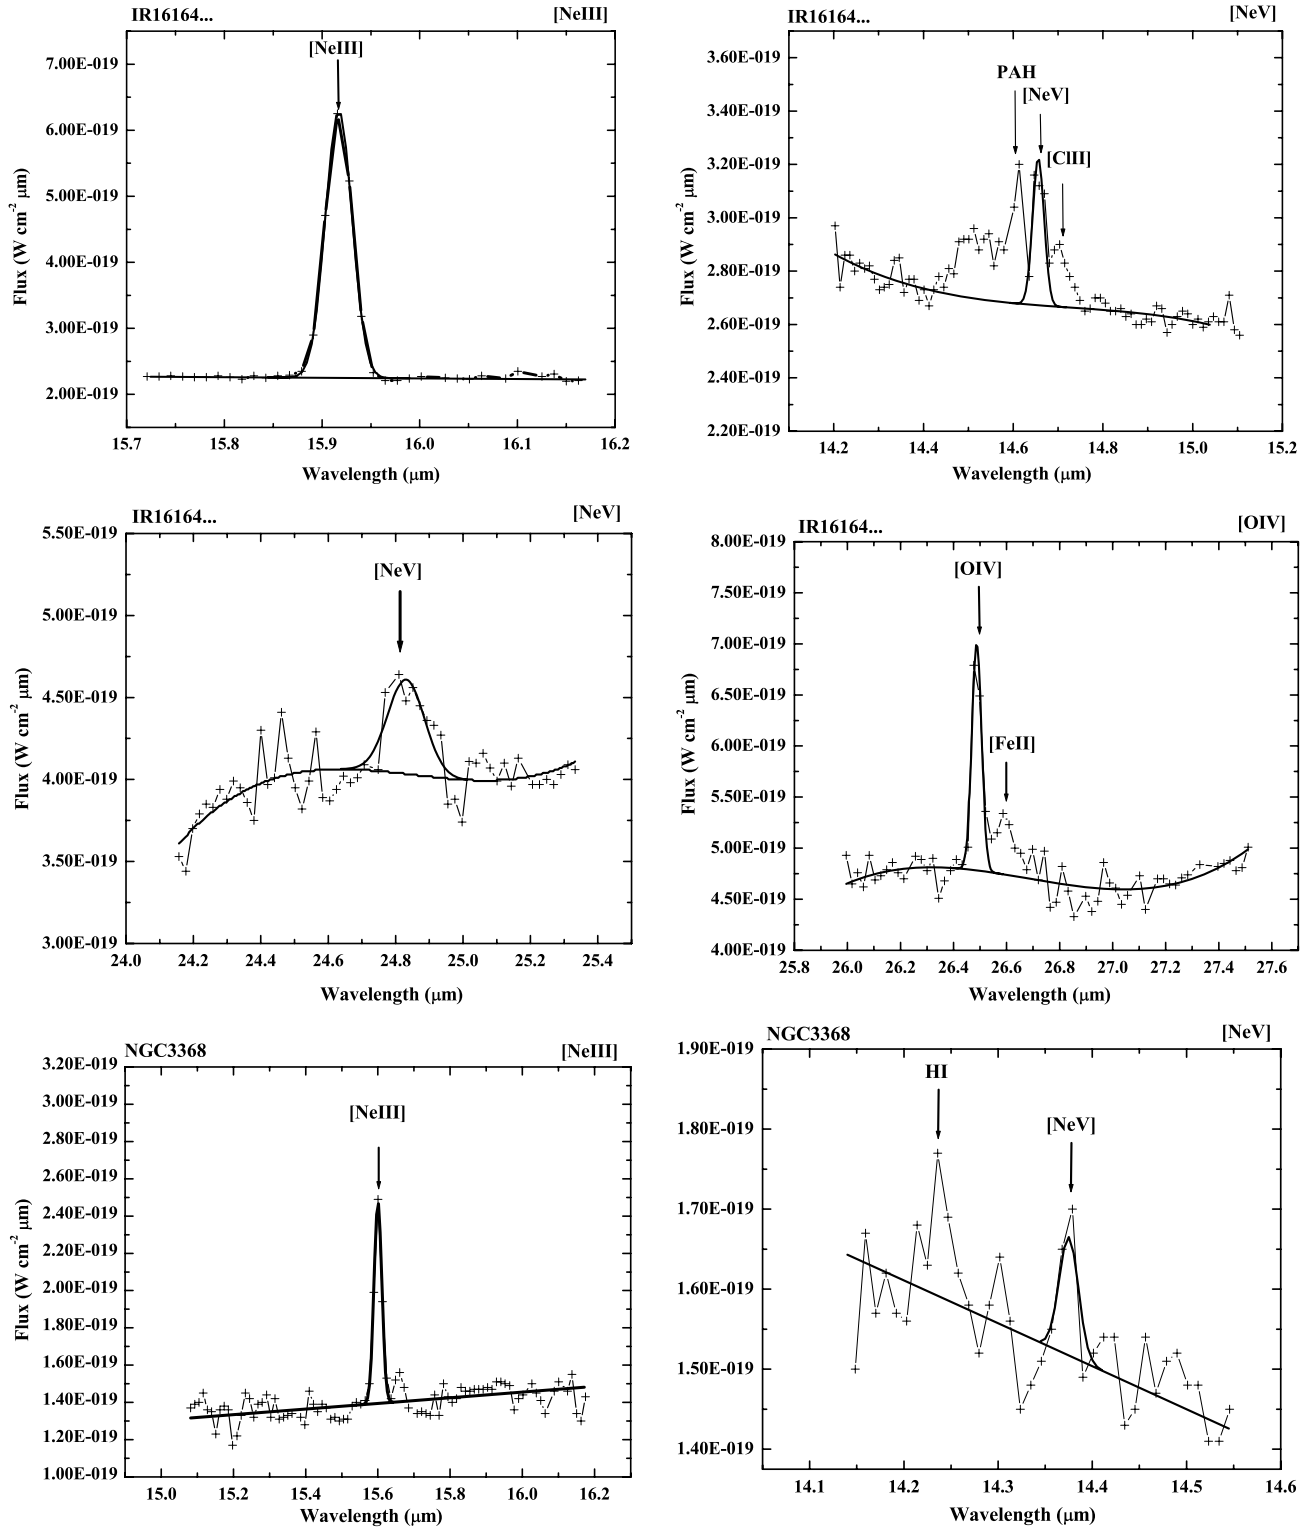 IR16164... [NeIII]
[NeIII]
7.00E-019
6.00E-019
5.00E-019
4.00E-019
3.00E-019
2.00E-019
Flux (W cm-2 μm)
15.7 15.8 15.9 16.0 16.1 16.2
Wavelength (μm)
IR16164... [NeV]
PAH
[NeV]
[ClII]
3.60E-019
3.40E-019
3.20E-019
3.00E-019
2.80E-019
2.60E-019
2.40E-019
2.20E-019
Flux (W cm-2 μm)
14.2 14.4 14.6 14.8 15.0 15.2
Wavelength (μm)
IR16164... [NeV]
[NeV]
5.50E-019
5.00E-019
4.50E-019
4.00E-019
3.50E-019
3.00E-019
Flux (W cm-2 μm)
24.0 24.2 24.4 24.6 24.8 25.0 25.2 25.4
Wavelength (μm)
IR16164... [OIV]
[OIV]
[FeII]
8.00E-019
7.50E-019
7.00E-019
6.50E-019
6.00E-019
5.50E-019
5.00E-019
4.50E-019
4.00E-019
Flux (W cm-2 μm)
25.8 26.0 26.2 26.4 26.6 26.8 27.0 27.2 27.4 27.6
Wavelength (μm)
NGC3368 [NeIII]
[NeIII]
3.20E-019
3.00E-019
2.80E-019
2.60E-019
2.40E-019
2.20E-019
2.00E-019
1.80E-019
1.60E-019
1.40E-019
1.20E-019
1.00E-019
Flux (W cm-2 μm)
15.0 15.2 15.4 15.6 15.8 16.0 16.2
Wavelength (μm)
NGC3368 [NeV]
HI
[NeV]
1.90E-019
1.80E-019
1.70E-019
1.60E-019
1.50E-019
1.40E-019
Flux (W cm-2 μm)
14.1 14.2 14.3 14.4 14.5 14.6
Wavelength (μm)